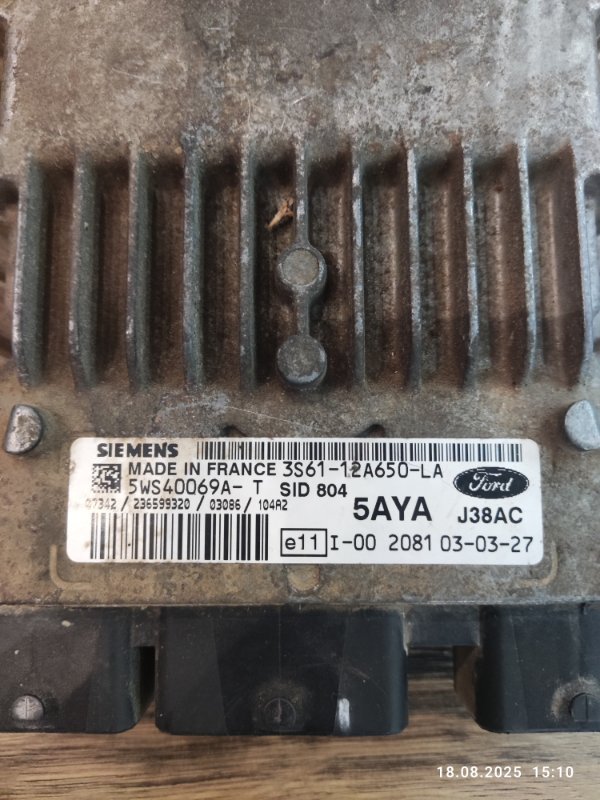 SIEMENS
MADE IN FRANCE 3S61-12A650-LA
5WS40069A- T SID 804
07342 / 236599320 / 03086 / 104A2
5AYA J38AC
Ford
e11 I-00 2081 03-03-27
18.08.2025 15:10